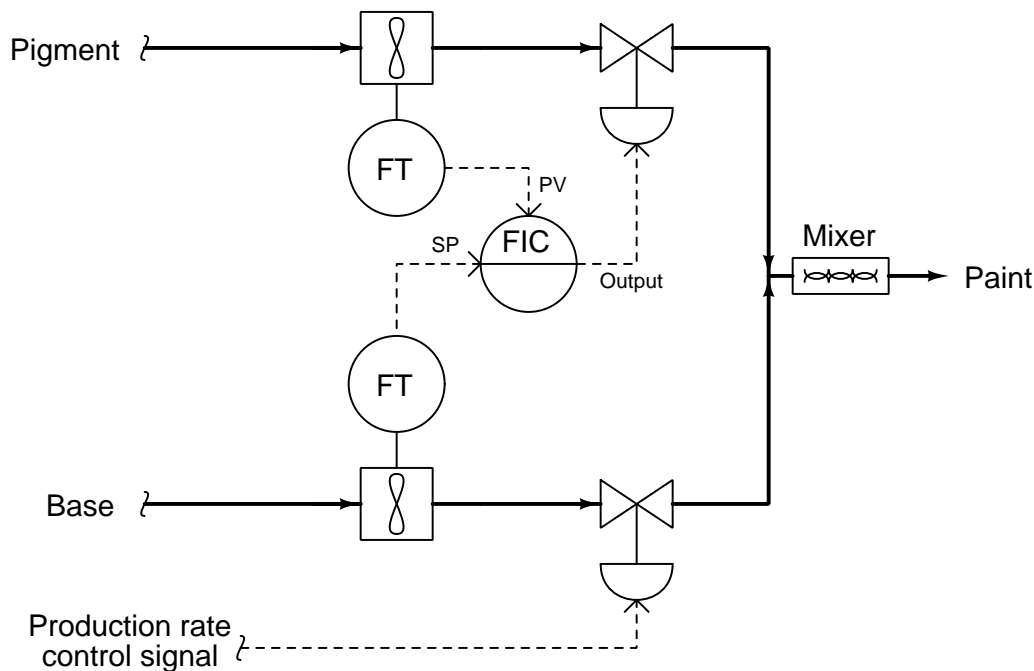 Pigment
FT
PV
SP
FIC
Output
Mixer
Paint
FT
Base
Production rate
control signal